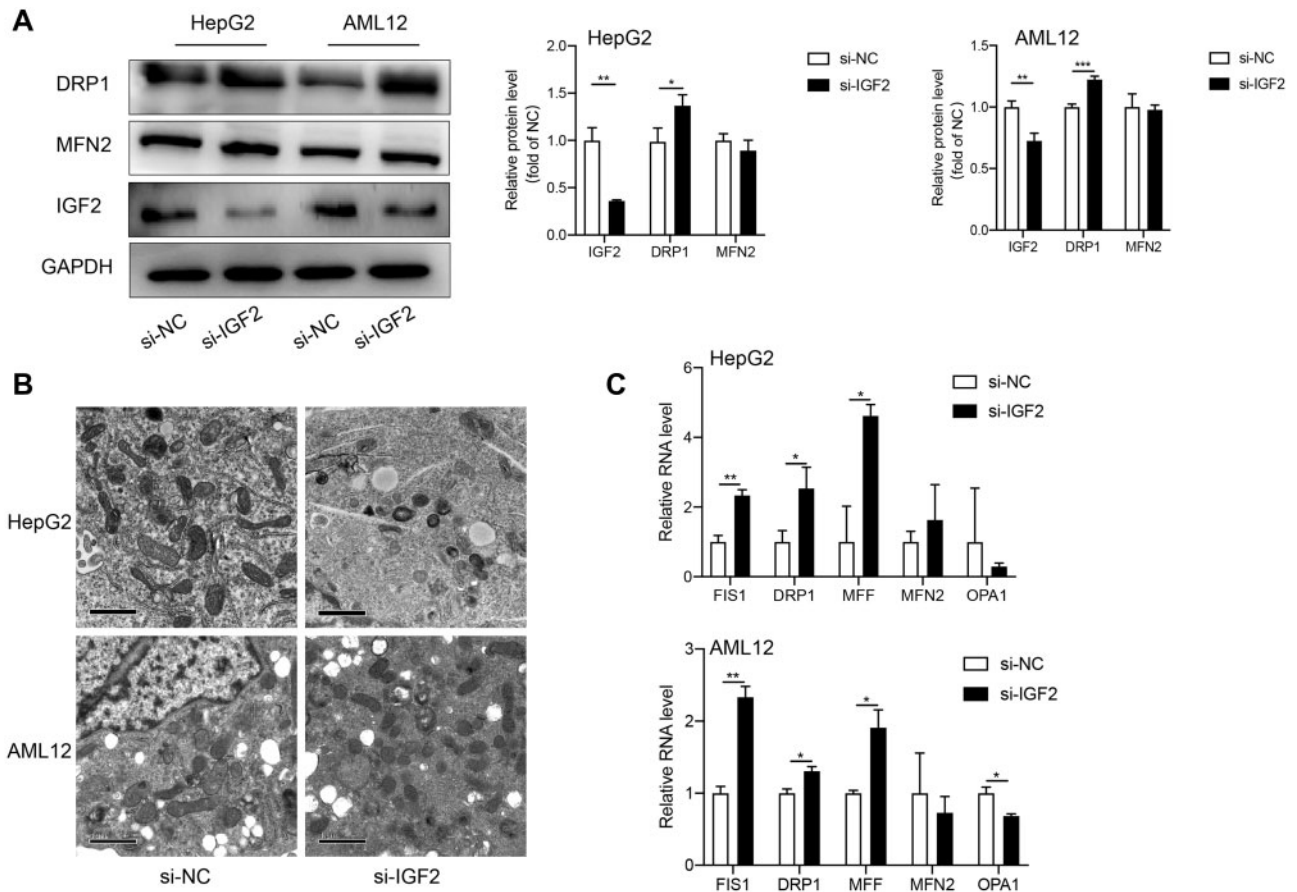 A
HepG2 AML12
DRP1
MFN2
IGF2
GAPDH
si-NC si-IGF2 si-NC si-IGF2
HepG2
si-NC
si-IGF2
Relative protein level
(fold of NC)
2.0
1.5
1.0
0.5
0.0
** *
IGF2 DRP1 MFN2
AML12
si-NC
si-IGF2
Relative protein level
(fold of NC)
1.5
1.0
0.5
0.0
** ***
IGF2 DRP1 MFN2
B
HepG2
AML12
si-NC si-IGF2
C
HepG2
si-NC
si-IGF2
Relative RNA level
6
4
2
0
** * *
FIS1 DRP1 MFF MFN2 OPA1
AML12
si-NC
si-IGF2
Relative RNA level
3
2
1
0
** * * *
FIS1 DRP1 MFF MFN2 OPA1